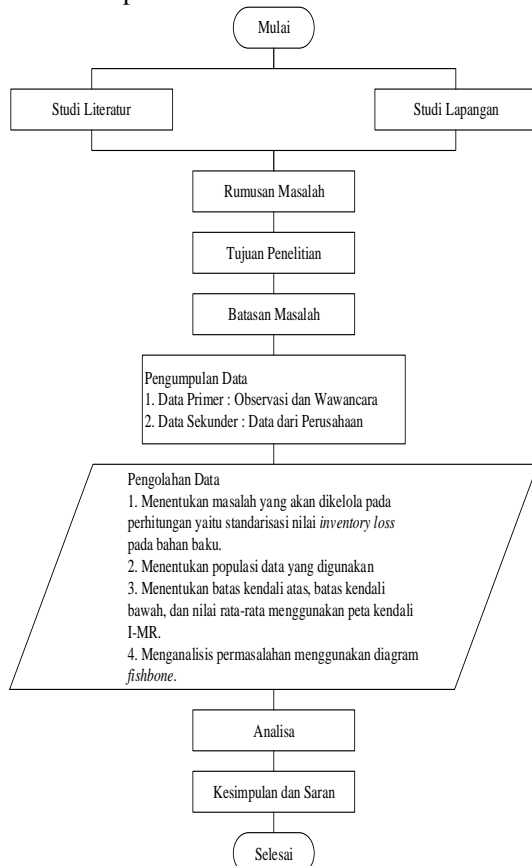 Mulai
Studi Literatur
Studi Lapangan
Rumusan Masalah
Tujuan Penelitian
Batasan Masalah
Pengumpulan Data
1. Data Primer : Observasi dan Wawancara
2. Data Sekunder : Data dari Perusahaan
Pengolahan Data
1. Menentukan masalah yang akan dikelola pada
perhitungan yaitu standarisasi nilai inventory loss
pada bahan baku.
2. Menentukan populasi data yang digunakan
3. Menentukan batas kendali atas, batas kendali
bawah, dan nilai rata-rata menggunakan peta kendali
I-MR.
4. Menganalisis permasalahan menggunakan diagram
fishbone.
Analisa
Kesimpulan dan Saran
Selesai